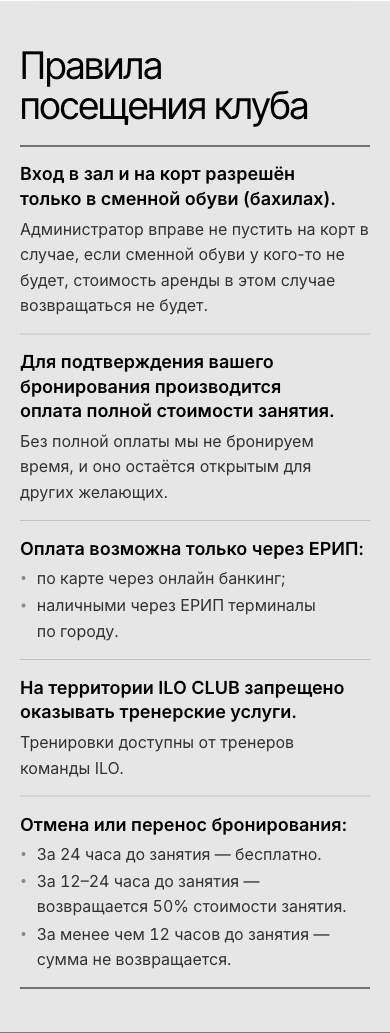 Правила
посещения клуба
Вход в зал и на корт разрешён
только в сменной обуви (бахилах).
Администратор вправе не пустить на корт в
случае, если сменной обуви у кого-то не
будет, стоимость аренды в этом случае
возвращаться не будет.
Для подтверждения вашего
бронирования производится
оплата полной стоимости занятия.
Без полной оплаты мы не бронируем
время, и оно остаётся открытым для
других желающих.
Оплата возможна только через ЕРИП:
• по карте через онлайн банкинг;
• наличными через ЕРИП терминалы
по городу.
На территории ILO CLUB запрещено
оказывать тренерские услуги.
Тренировки доступны от тренеров
команды ILO.
Отмена или перенос бронирования:
• За 24 часа до занятия — бесплатно.
• За 12–24 часа до занятия —
возвращается 50% стоимости занятия.
• За менее чем 12 часов до занятия —
сумма не возвращается.